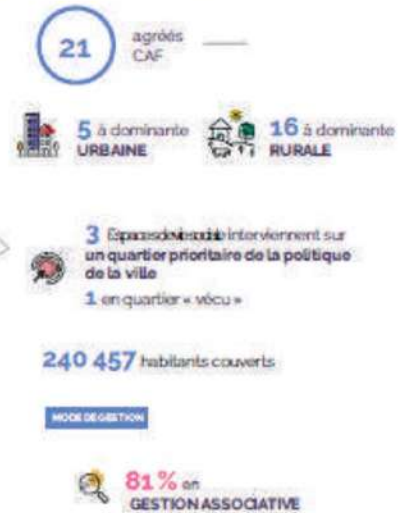 21 agréés
CAF
5 à dominante
URBAINE
16 à dominante
RURALE
3 Espaces de vie sociale interviennent sur
un quartier prioritaire de la politique
de la ville
1 en quartier « vécu »
240 457 habitants couverts
MODE DE GESTION
81% en
GESTION ASSOCIATIVE